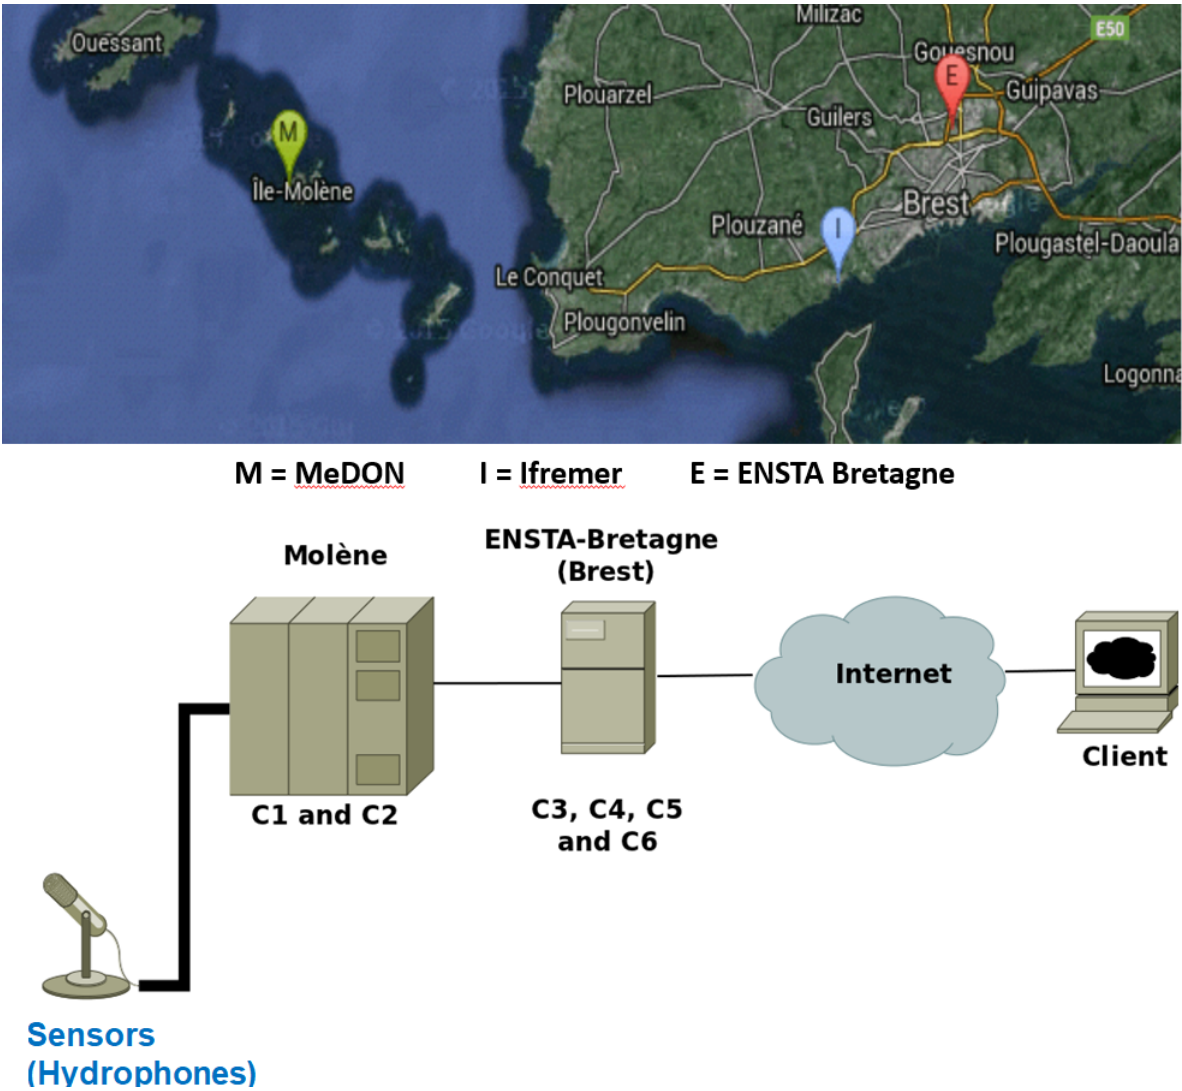 Milizac
Ouessant
E50
Gouesnou
E
Plouarzel
Guipavas
Guilers
M
Île-Molène
Brest
Plouzané
I
Plougastel-Daoula
Le Conquet
Plougonvelin
Logonna
M = MeDON I = Ifremer E = ENSTA Bretagne
Molène
ENSTA-Bretagne
(Brest)
Internet
Client
C1 and C2
C3, C4, C5
and C6
Sensors
(Hydrophones)